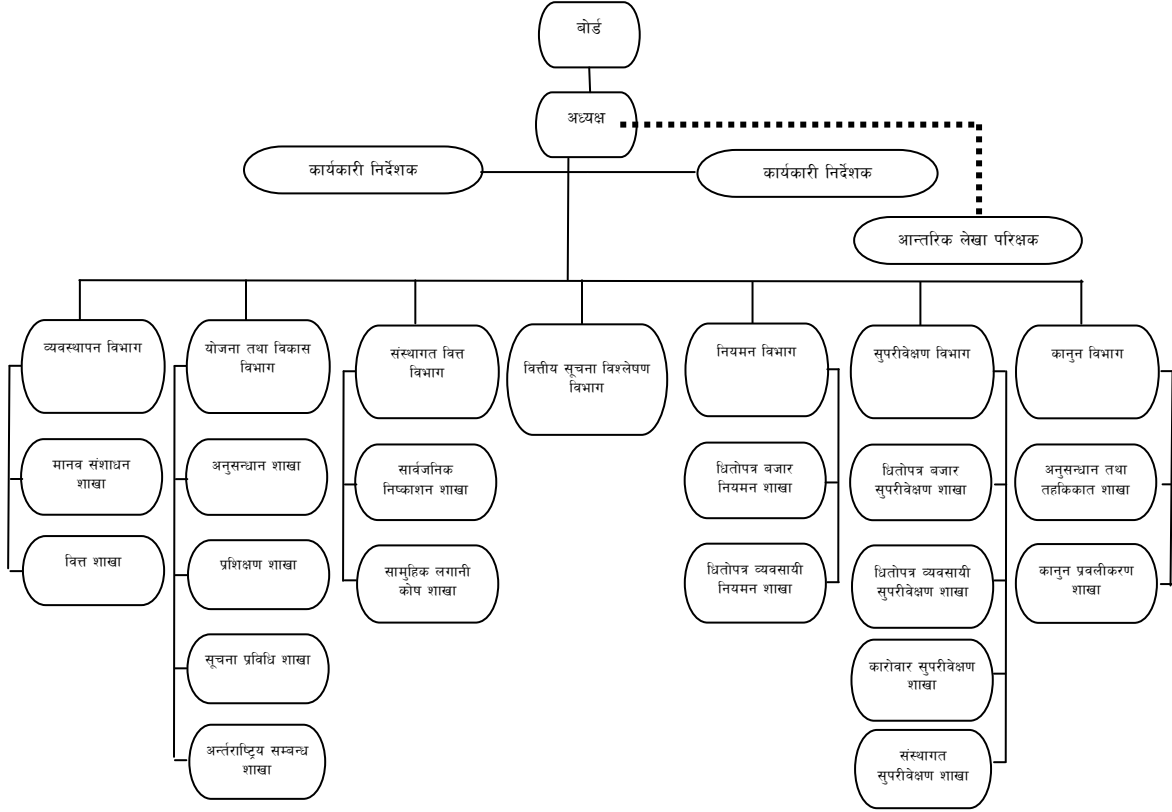 बोर्ड
अध्यक्ष
कार्यकारी निर्देशक
कार्यकारी निर्देशक
आन्तरिक लेखा परिक्षक
व्यवस्थापन विभाग
मानव संशाधन
शाखा
वित्त शाखा
योजना तथा विकास
विभाग
अनुसन्धान शाखा
प्रशिक्षण शाखा
सूचना प्रविधि शाखा
अर्न्तराष्ट्रिय सम्बन्ध
शाखा
संस्थागत वित्त
विभाग
सार्वजनिक
निष्काशन शाखा
सामुहिक लगानी
कोष शाखा
वित्तीय सूचना विश्लेषण
विभाग
नियमन विभाग
धितोपत्र बजार
नियमन शाखा
धितोपत्र व्यवसायी
नियमन शाखा
सुपरीवेक्षण विभाग
धितोपत्र बजार
सुपरीवेक्षण शाखा
धितोपत्र व्यवसायी
सुपरीवेक्षण शाखा
कारोवार सुपरीवेक्षण
शाखा
संस्थागत
सुपरीवेक्षण शाखा
कानुन विभाग
अनुसन्धान तथा
तहकिकात शाखा
कानुन प्रवलीकरण
शाखा